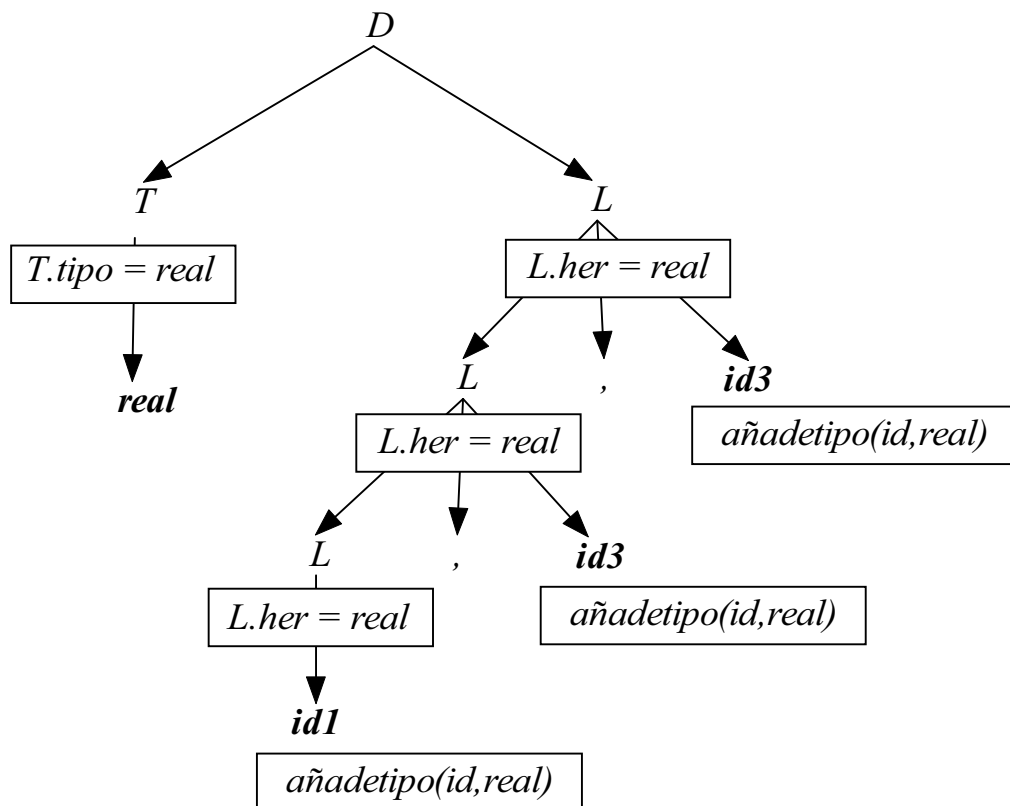 D
T
L
T.tipo = real
L.her = real
real
L
,
id3
añadetipo(id,real)
L.her = real
L
,
id3
añadetipo(id,real)
L.her = real
id1
añadetipo(id,real)